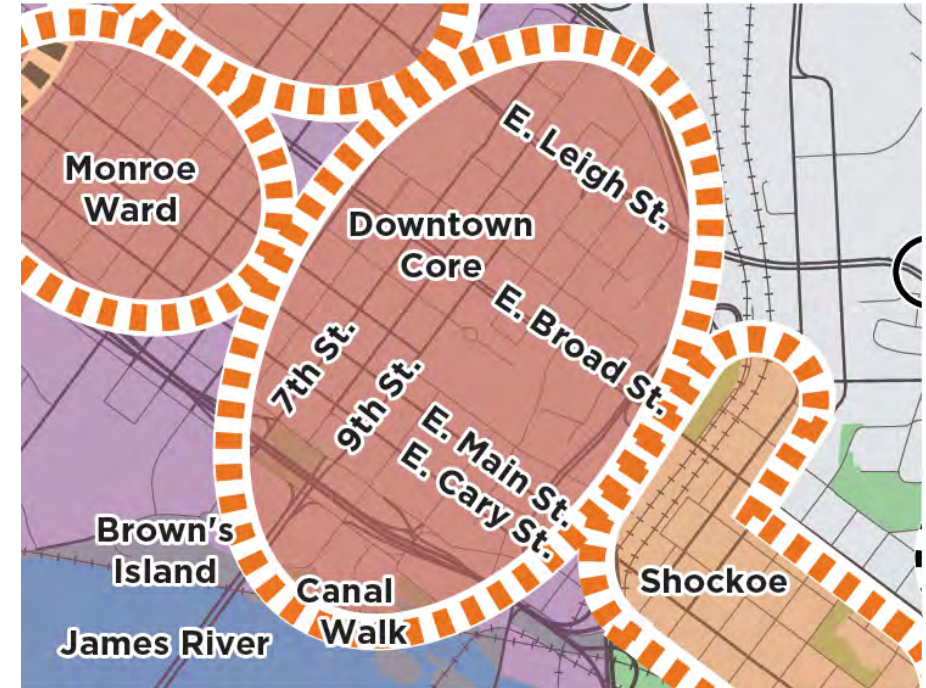 E. Leigh St.
Monroe
Ward
Downtown
Core
E. Broad St.
7th St.
9th St.
E. Main St.
E. Cary St.
Brown's
Island
Canal
Walk
Shockoe
James River